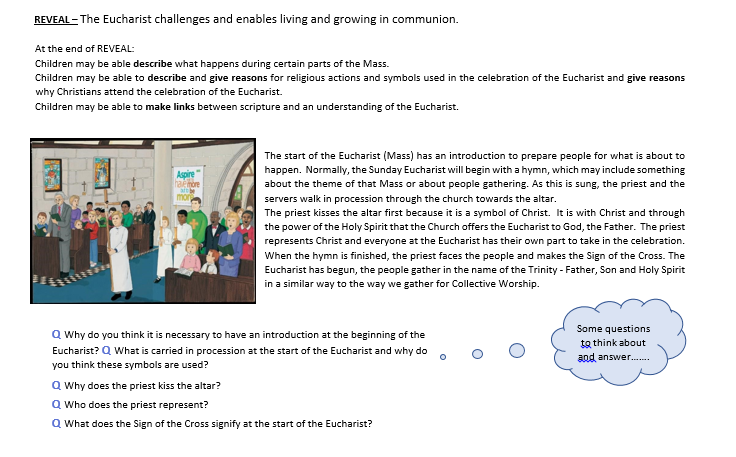 REVEAL – The Eucharist challenges and enables living and growing in communion.
At the end of REVEAL:
Children may be able describe what happens during certain parts of the Mass.
Children may be able to describe and give reasons for religious actions and symbols used in the celebration of the Eucharist and give reasons
why Christians attend the celebration of the Eucharist.
Children may be able to make links between scripture and an understanding of the Eucharist.
Aspire
have more
be
more
The start of the Eucharist (Mass) has an introduction to prepare people for what is about to
happen. Normally, the Sunday Eucharist will begin with a hymn, which may include something
about the theme of that Mass or about people gathering. As this is sung, the priest and the
servers walk in procession through the church towards the altar.
The priest kisses the altar first because it is a symbol of Christ. It is with Christ and through
the power of the Holy Spirit that the Church offers the Eucharist to God, the Father. The priest
represents Christ and everyone at the Eucharist has their own part to take in the celebration.
When the hymn is finished, the priest faces the people and makes the Sign of the Cross. The
Eucharist has begun, the people gather in the name of the Trinity - Father, Son and Holy Spirit
in a similar way to the way we gather for Collective Worship.
Q Why do you think it is necessary to have an introduction at the beginning of the
Eucharist? Q What is carried in procession at the start of the Eucharist and why do
you think these symbols are used?
Q Why does the priest kiss the altar?
Q Who does the priest represent?
Q What does the Sign of the Cross signify at the start of the Eucharist?
Some questions
to think about
and answer.......